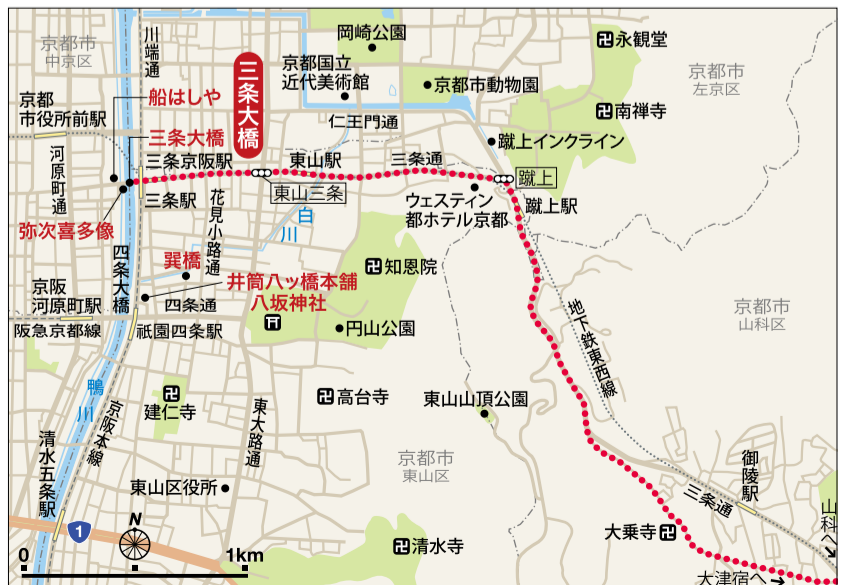 京都市
中京区
川端通
岡崎公園
永観堂
京都国立
近代美術館
京都市動物園
京都市
左京区
京都
市役所前駅
船はしや
三条大橋
南禅寺
仁王門通
三条大橋
蹴上インクライン
河原町通
三条京阪駅
東山駅
三条通
東山三条
蹴上
三条駅
花見小路通
白川
ウェスティン
都ホテル京都
蹴上駅
弥次喜多像
四条大橋
巽橋
知恩院
井筒八ッ橋本舗
八坂神社
京阪
河原町駅
四条通
阪急京都線
祇園四条駅
円山公園
地下鉄東西線
京都市
山科区
鴨川
建仁寺
高台寺
東山山頂公園
京阪本線
東大路通
清水五条駅
京都市
東山区
御陵駅
東山区役所
三条通
山科へ
1
N
大乗寺
清水寺
0
1km
大津宿へ